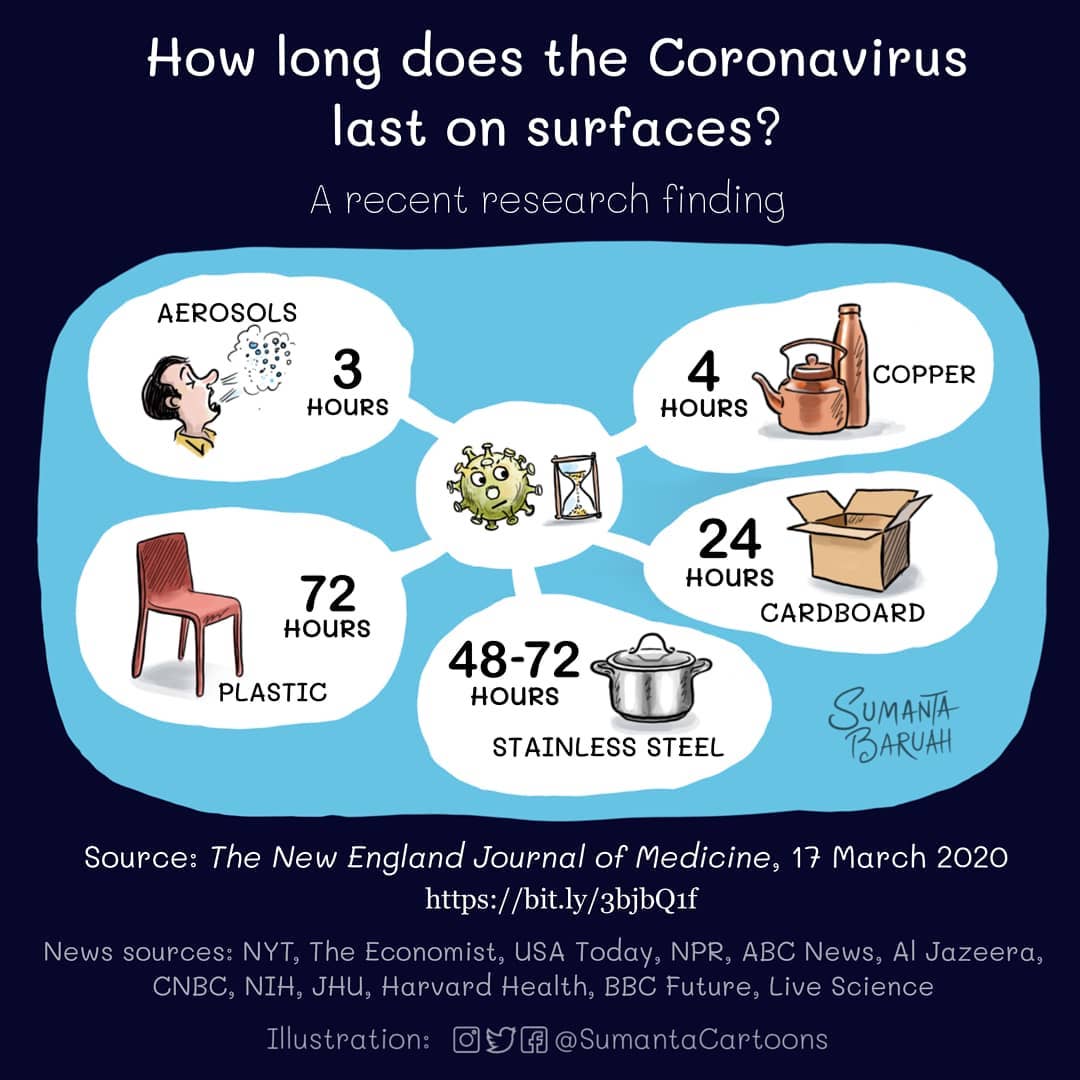 How long does the Coronavirus
last on surfaces?
A recent research finding
AEROSOLS
3
HOURS
4
HOURS
COPPER
24
HOURS
CARDBOARD
72
HOURS
PLASTIC
48-72
HOURS
STAINLESS STEEL
SUMANTA
BARUAH
Source: The New England Journal of Medicine, 17 March 2020
https://bit.ly/3bjbQ1f
News sources: NYT, The Economist, USA Today, NPR, ABC News, Al Jazeera,
CNBC, NIH, JHU, Harvard Health, BBC Future, Live Science
Illustration: @SumantaCartoons